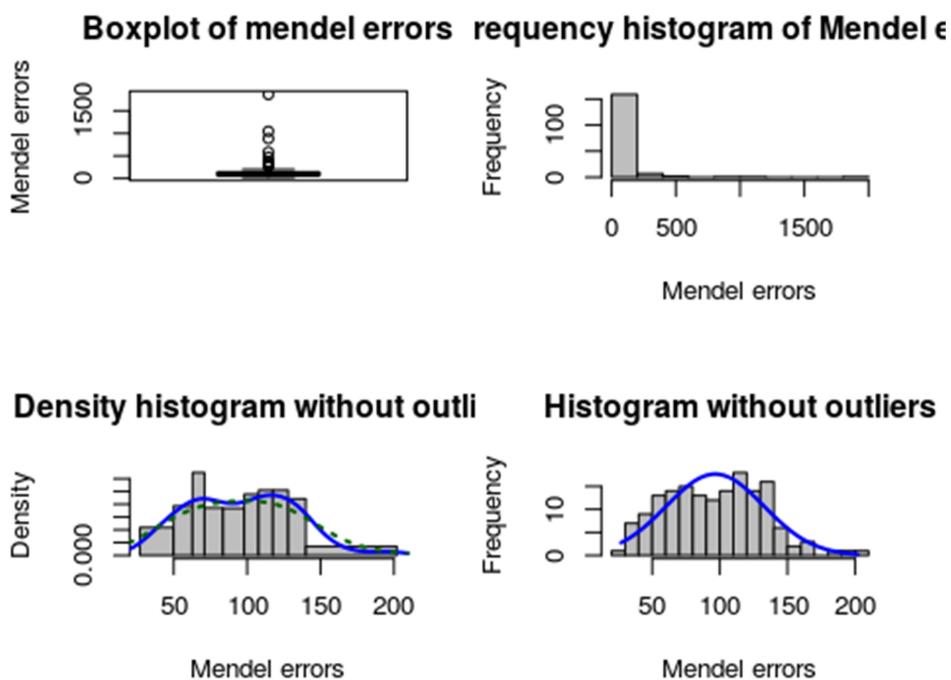 Boxplot of mendel errors
requency histogram of Mendel e
Mendel errors
0
1500
Frequency
0
100
0 500 1500
Mendel errors
Density histogram without outli
Histogram without outliers
Density
0.000
50 100 150 200
Mendel errors
Frequency
0
10
50 100 150 200
Mendel errors